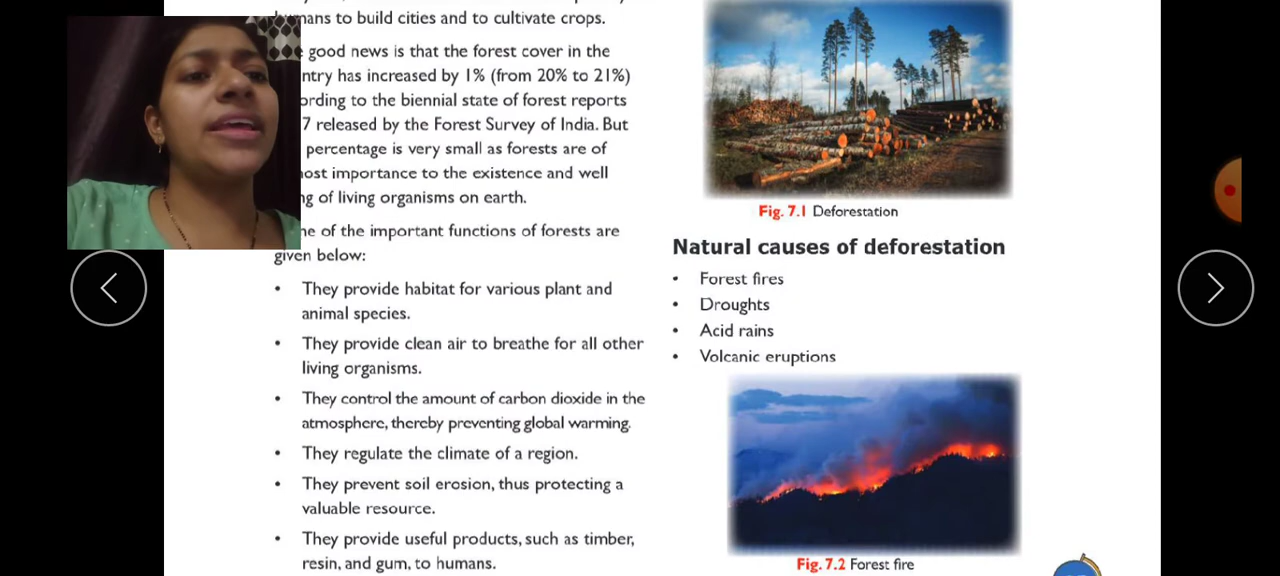 to build cities and to cultivate crops.
good news is that the forest cover in the
has increased by 1% (from 20% to 21%)
to the biennial state of forest reports
7 released by the Forest Survey of India. But
percentage is very small as forests are of
importance to the existence and well
of living organisms on earth.
of the important functions of forests are
given below:
• They provide habitat for various plant and
animal species.
• They provide clean air to breathe for all other
living organisms.
• They control the amount of carbon dioxide in the
atmosphere, thereby preventing global warming.
• They regulate the climate of a region.
• They prevent soil erosion, thus protecting a
valuable resource.
• They provide useful products, such as timber,
resin, and gum, to humans.
Fig. 7.1 Deforestation
Natural causes of deforestation
• Forest fires
• Droughts
• Acid rains
• Volcanic eruptions
Fig. 7.2 Forest fire